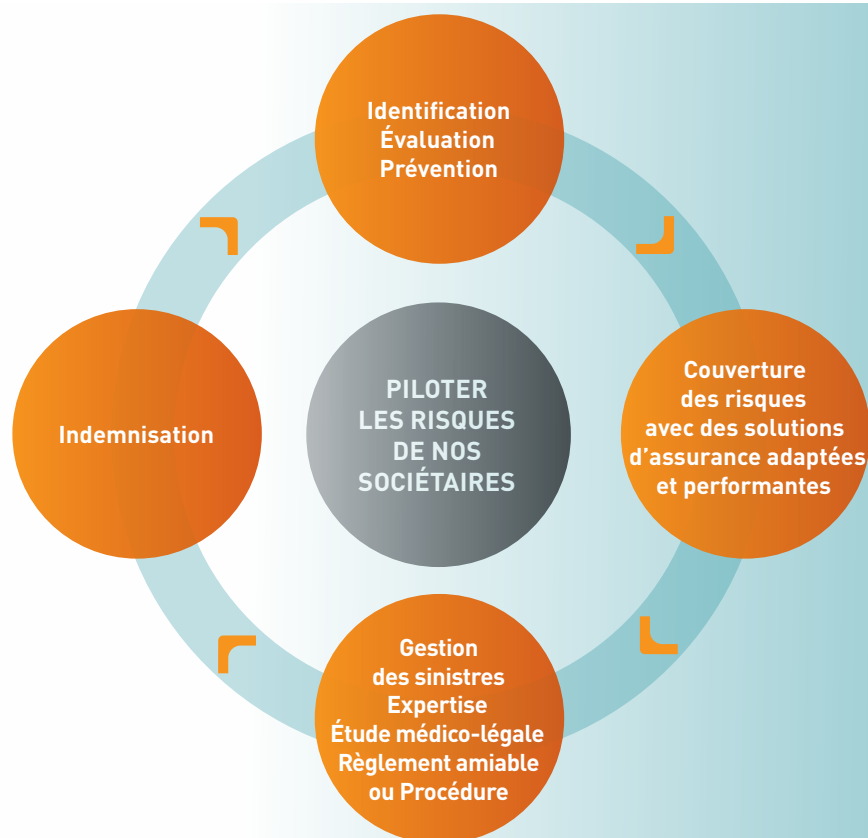 Identification
Évaluation
Prévention
Couverture
des risques
avec des solutions
d’assurance adaptées
et performantes
PILOTER
LES RISQUES
DE NOS
SOCIÉTAIRES
Indemnisation
Gestion
des sinistres
Expertise
Étude médico-légale
Règlement amiable
ou Procédure